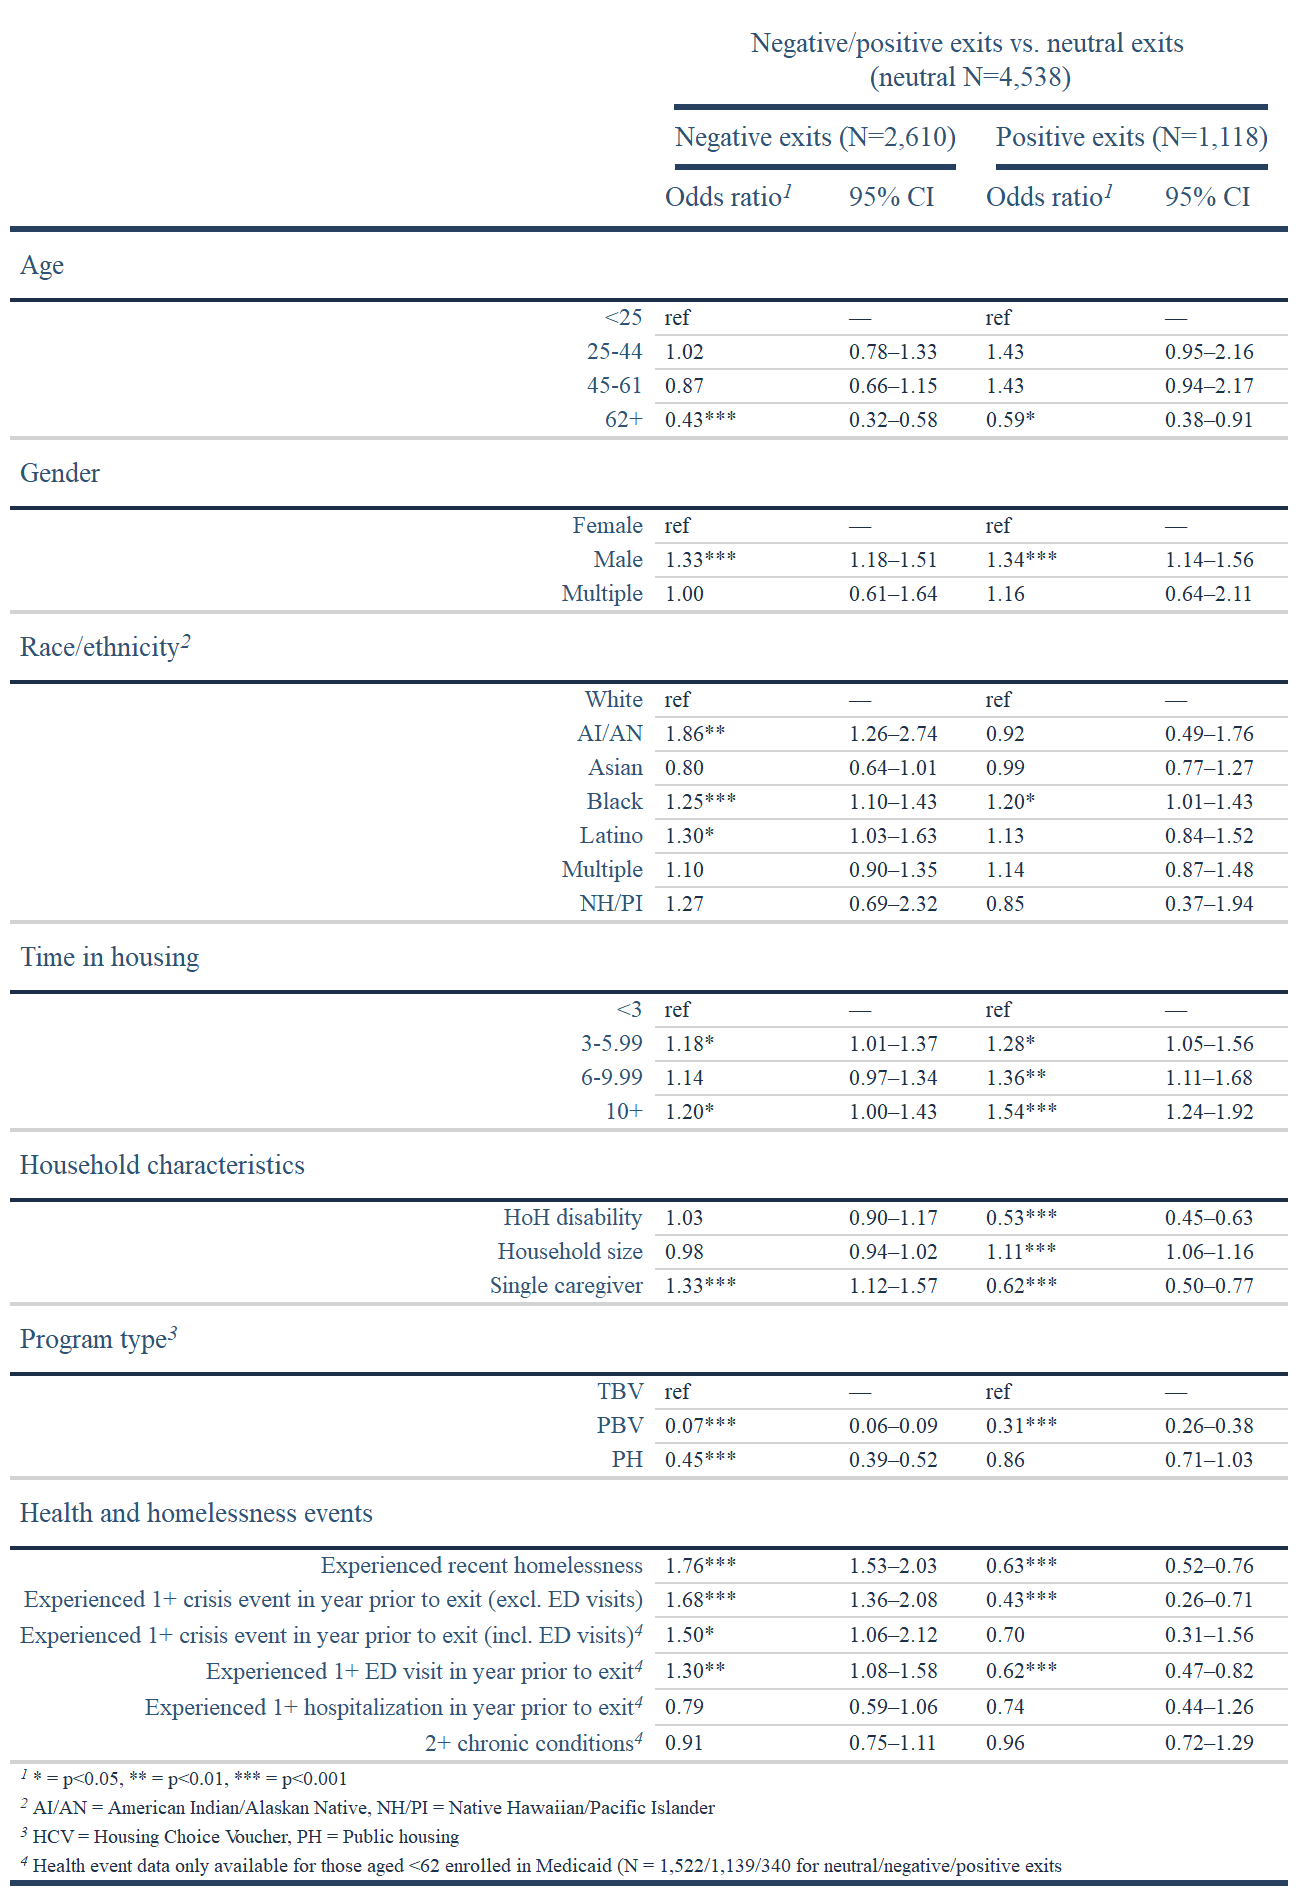 Negative/positive exits vs. neutral exits
(neutral N=4,538)
Negative exits (N=2,610) Positive exits (N=1,118)
Odds ratio1 95% CI Odds ratio1 95% CI
Age
<25 ref — ref —
25-44 1.02 0.78–1.33 1.43 0.95–2.16
45-61 0.87 0.66–1.15 1.43 0.94–2.17
62+ 0.43*** 0.32–0.58 0.59* 0.38–0.91
Gender
Female ref — ref —
Male 1.33*** 1.18–1.51 1.34*** 1.14–1.56
Multiple 1.00 0.61–1.64 1.16 0.64–2.11
Race/ethnicity2
White ref — ref —
AI/AN 1.86** 1.26–2.74 0.92 0.49–1.76
Asian 0.80 0.64–1.01 0.99 0.77–1.27
Black 1.25*** 1.10–1.43 1.20* 1.01–1.43
Latino 1.30* 1.03–1.63 1.13 0.84–1.52
Multiple 1.10 0.90–1.35 1.14 0.87–1.48
NH/PI 1.27 0.69–2.32 0.85 0.37–1.94
Time in housing
<3 ref — ref —
3-5.99 1.18* 1.01–1.37 1.28* 1.05–1.56
6-9.99 1.14 0.97–1.34 1.36** 1.11–1.68
10+ 1.20* 1.00–1.43 1.54*** 1.24–1.92
Household characteristics
HoH disability 1.03 0.90–1.17 0.53*** 0.45–0.63
Household size 0.98 0.94–1.02 1.11*** 1.06–1.16
Single caregiver 1.33*** 1.12–1.57 0.62*** 0.50–0.77
Program type3
TBV ref — ref —
PBV 0.07*** 0.06–0.09 0.31*** 0.26–0.38
PH 0.45*** 0.39–0.52 0.86 0.71–1.03
Health and homelessness events
Experienced recent homelessness 1.76*** 1.53–2.03 0.63*** 0.52–0.76
Experienced 1+ crisis event in year prior to exit (excl. ED visits) 1.68*** 1.36–2.08 0.43*** 0.26–0.71
Experienced 1+ crisis event in year prior to exit (incl. ED visits)4 1.50* 1.06–2.12 0.70 0.31–1.56
Experienced 1+ ED visit in year prior to exit4 1.30** 1.08–1.58 0.62*** 0.47–0.82
Experienced 1+ hospitalization in year prior to exit4 0.79 0.59–1.06 0.74 0.44–1.26
2+ chronic conditions4 0.91 0.75–1.11 0.96 0.72–1.29
1 * = p<0.05, ** = p<0.01, *** = p<0.001
2 AI/AN = American Indian/Alaskan Native, NH/PI = Native Hawaiian/Pacific Islander
3 HCV = Housing Choice Voucher, PH = Public housing
4 Health event data only available for those aged <62 enrolled in Medicaid (N = 1,522/1,139/340 for neutral/negative/positive exits